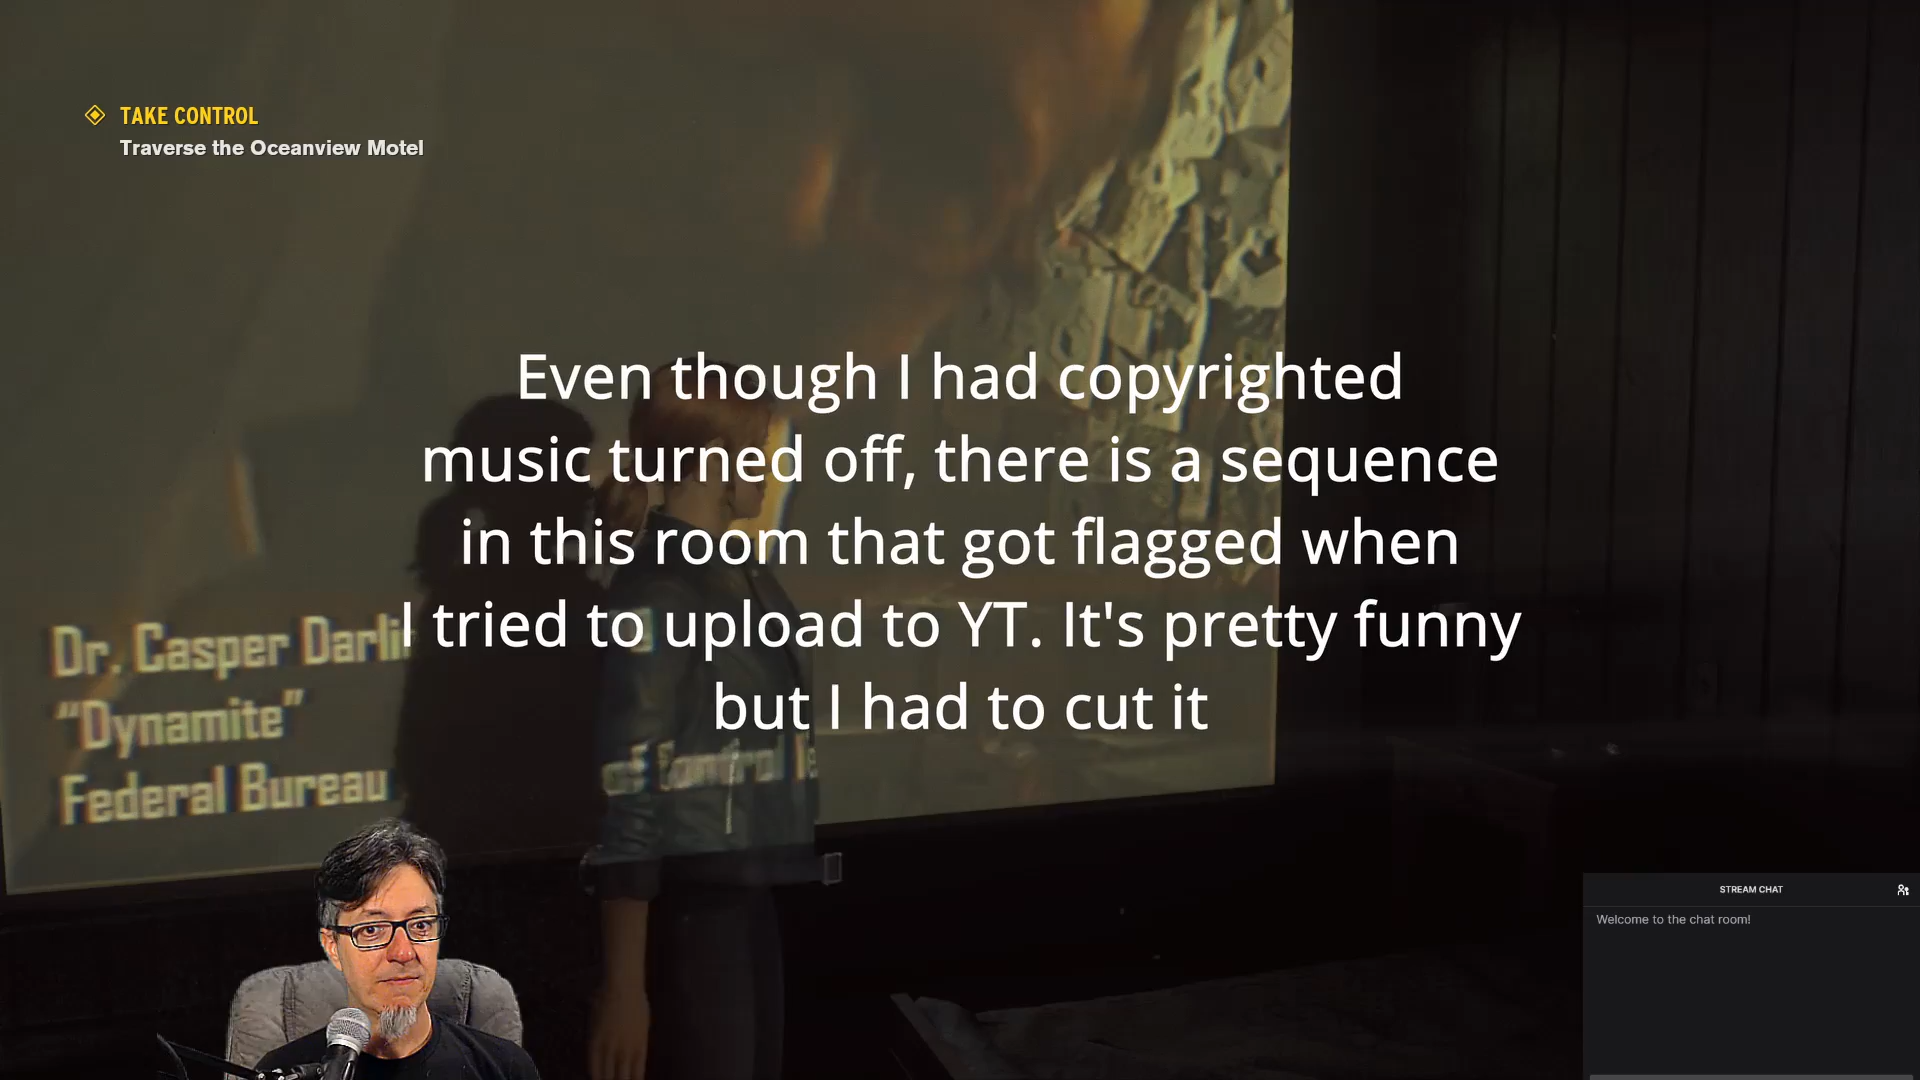 TAKE CONTROL
Traverse the Oceanview Motel
Even though I had copyrighted
music turned off, there is a sequence
in this room that got flagged when
I tried to upload to YT. It's pretty funny
but I had to cut it
Dr. Casper Darli
“Dynamite”
Federal Bureau of Control
STREAM CHAT
Welcome to the chat room!